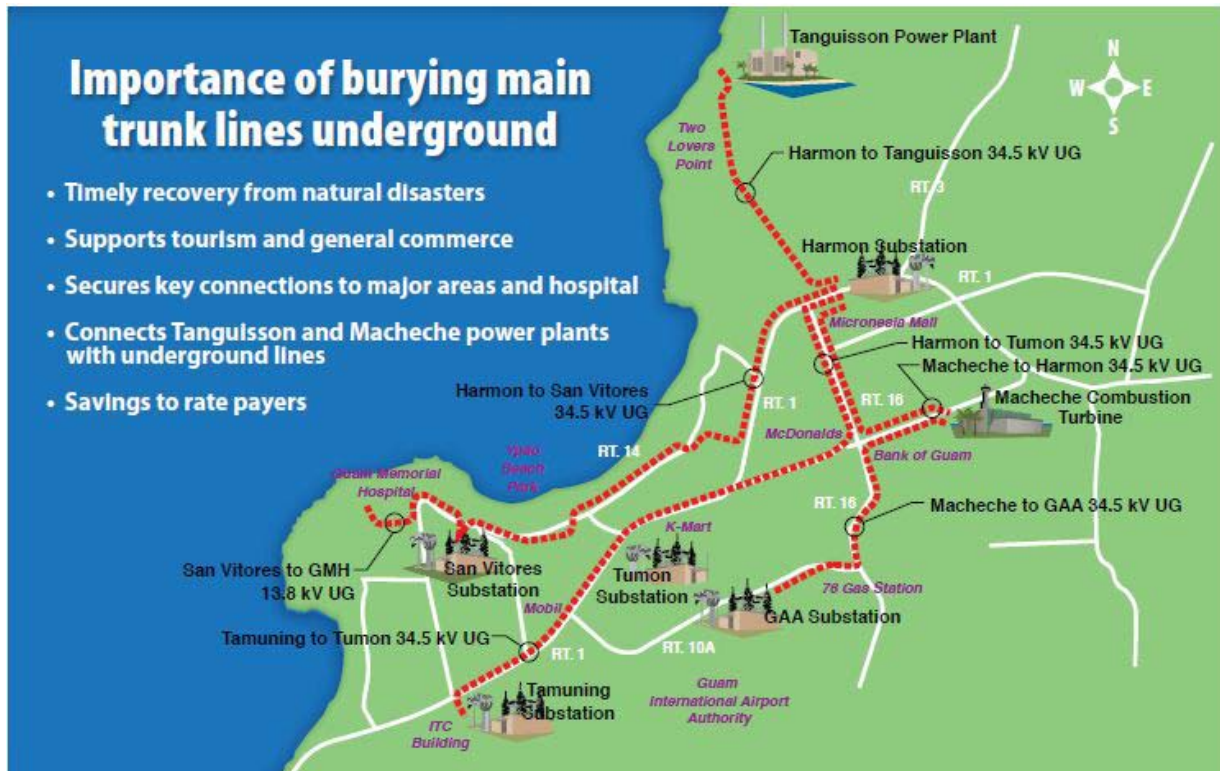 Importance of burying main
trunk lines underground
• Timely recovery from natural disasters
• Supports tourism and general commerce
• Secures key connections to major areas and hospital
• Connects Tanguisson and Macheche power plants
with underground lines
• Savings to rate payers
Tanguisson Power Plant
N
W
E
S
Two
Lovers
Point
Harmon to Tanguisson 34.5 kV UG
RT. 3
Harmon Substation
RT. 1
Micronesia Mall
Harmon to Tumon 34.5 kV UG
Macheche to Harmon 34.5 kV UG
Harmon to San Vitores
34.5 kV UG
RT. 1
RT. 16
Macheche Combustion
Turbine
McDonalds
Bank of Guam
RT. 14
Ypao
Beach
Park
Guam Memorial
Hospital
RT. 16
Macheche to GAA 34.5 kV UG
K-Mart
San Vitores to GMH
13.8 kV UG
San Vitores
Substation
Tumon
Substation
76 Gas Station
Mobil
GAA Substation
Tamuning to Tumon 34.5 kV UG
RT. 1
RT. 10A
Guam
International Airport
Authority
Tamuning
Substation
ITC
Building